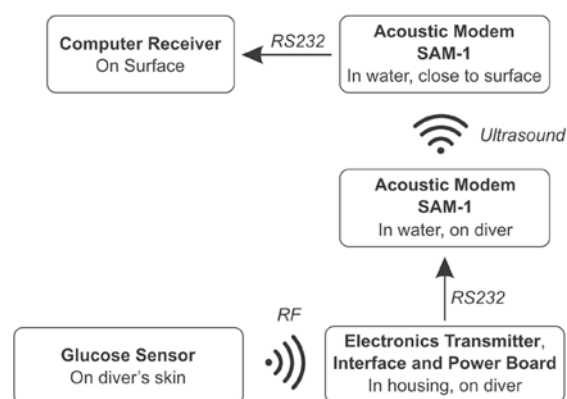 Computer Receiver
On Surface
RS232
Acoustic Modem
SAM-1
In water, close to surface
Ultrasound
Acoustic Modem
SAM-1
In water, on diver
RS232
RF
Glucose Sensor
On diver's skin
Electronics Transmitter,
Interface and Power Board
In housing, on diver